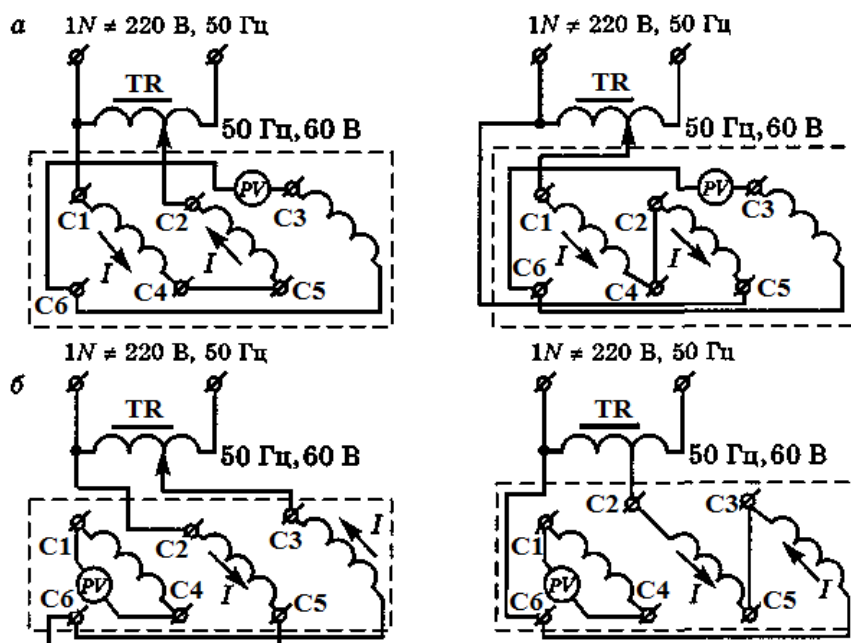 а 1N ≠ 220 В, 50 Гц
TR
50 Гц, 60 В
PV
C1 C2 C3
I I
C6 C4 C5
1N ≠ 220 В, 50 Гц
TR
50 Гц, 60 В
PV
C1 C2 C3
C6 I I
C4 C5
б 1N ≠ 220 В, 50 Гц
TR
50 Гц, 60 В
C1 C2 C3 I
PV
C6 C4 I C5
1N ≠ 220 В, 50 Гц
TR
50 Гц, 60 В
C2 C3
C1
PV
C6 C4 I C5 I